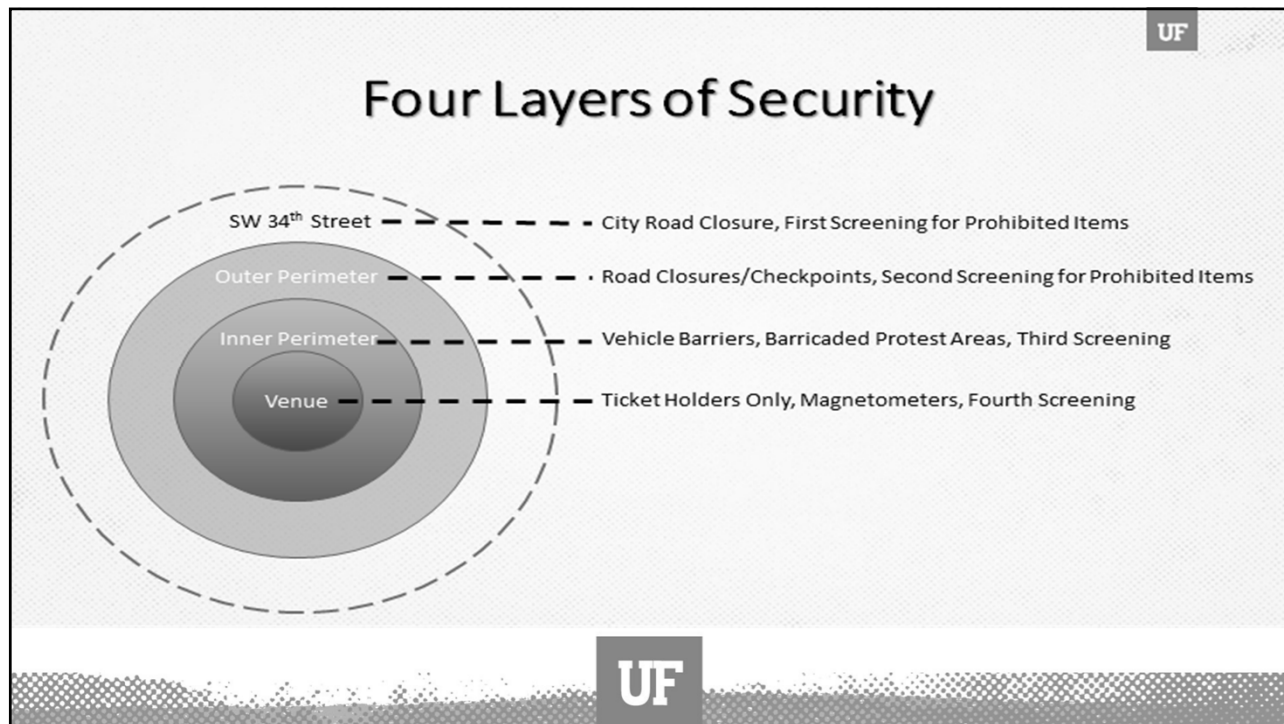 UF
Four Layers of Security
SW 34th Street
City Road Closure, First Screening for Prohibited Items
Outer Perimeter
Road Closures/Checkpoints, Second Screening for Prohibited Items
Inner Perimeter
Vehicle Barriers, Barricaded Protest Areas, Third Screening
Venue
Ticket Holders Only, Magnetometers, Fourth Screening
UF